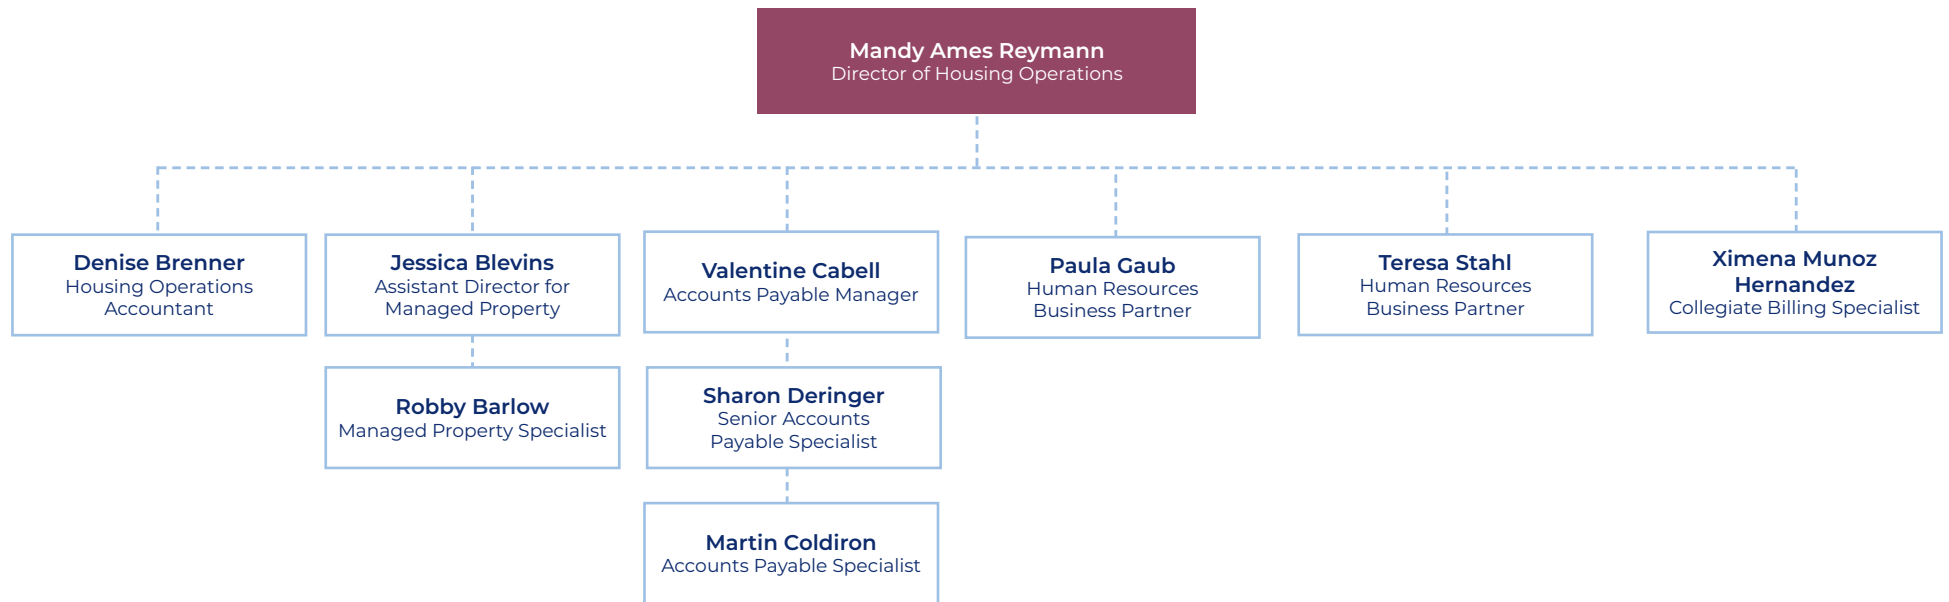 Mandy Ames Reymann
Director of Housing Operations
Denise Brenner
Housing Operations
Accountant
Jessica Blevins
Assistant Director for
Managed Property
Valentine Cabell
Accounts Payable Manager
Paula Gaub
Human Resources
Business Partner
Teresa Stahl
Human Resources
Business Partner
Ximena Munoz
Hernandez
Collegiate Billing Specialist
Robby Barlow
Managed Property Specialist
Sharon Deringer
Senior Accounts
Payable Specialist
Martin Coldiron
Accounts Payable Specialist